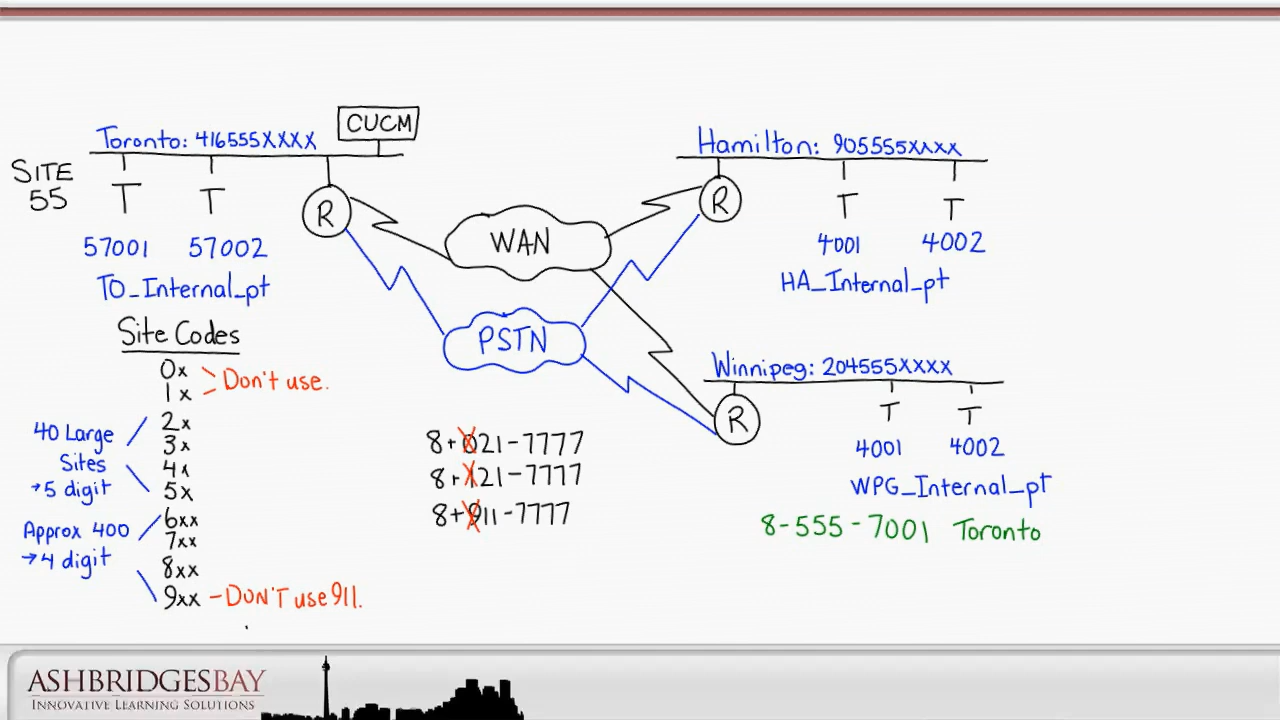 CUCM
Toronto: 416555XXXX
SITE
55
T T
R
57001 57002
TO_Internal_pt
WAN
PSTN
Hamilton: 905555XXXX
R
T T
4001 4002
HA_Internal_pt
Winnipeg: 204555XXXX
R
T T
4001 4002
WPG_Internal_pt
8-555-7001 Toronto
Site Codes
0x
1x
Don't use.
2x
3x
4x
5x
40 Large
Sites
→5 digit
6xx
7xx
8xx
9xx - DON'T use 911.
Approx 400
→4 digit
8+021-7777
8+121-7777
8+911-7777
ASHBRIDGESBAY
INNOVATIVE LEARNING SOLUTIONS